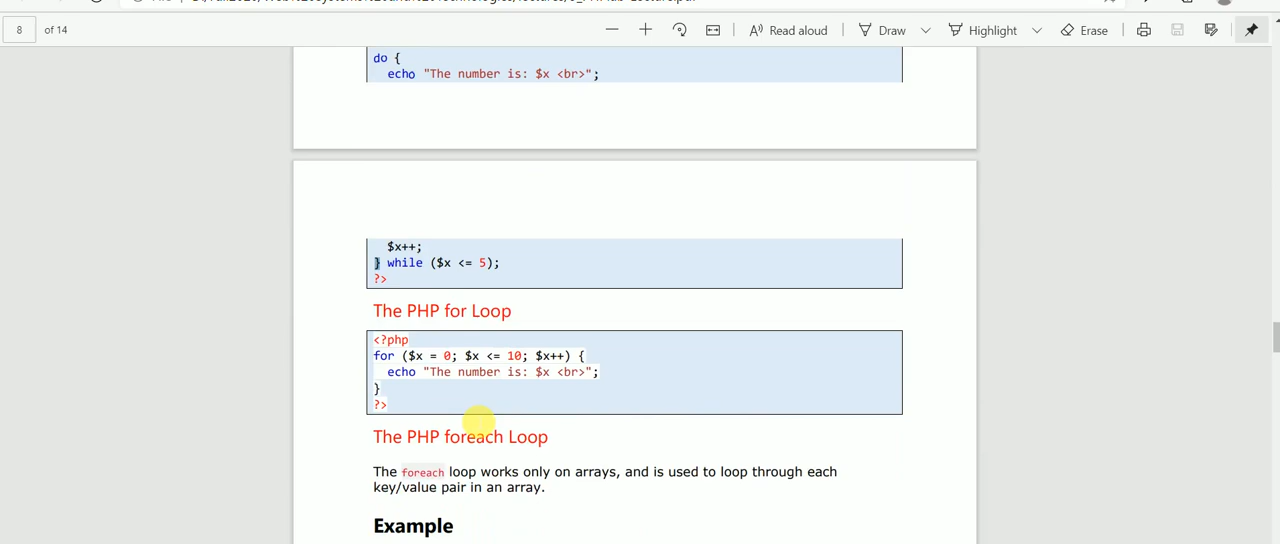 8 of 14 Read aloud Draw Highlight Erase
do {
echo "The number is: $x <br>";
$x++;
} while ($x <= 5);
?>
The PHP for Loop
<?php
for ($x = 0; $x <= 10; $x++) {
echo "The number is: $x <br>";
}
?>
The PHP foreach Loop
The foreach loop works only on arrays, and is used to loop through each
key/value pair in an array.
Example